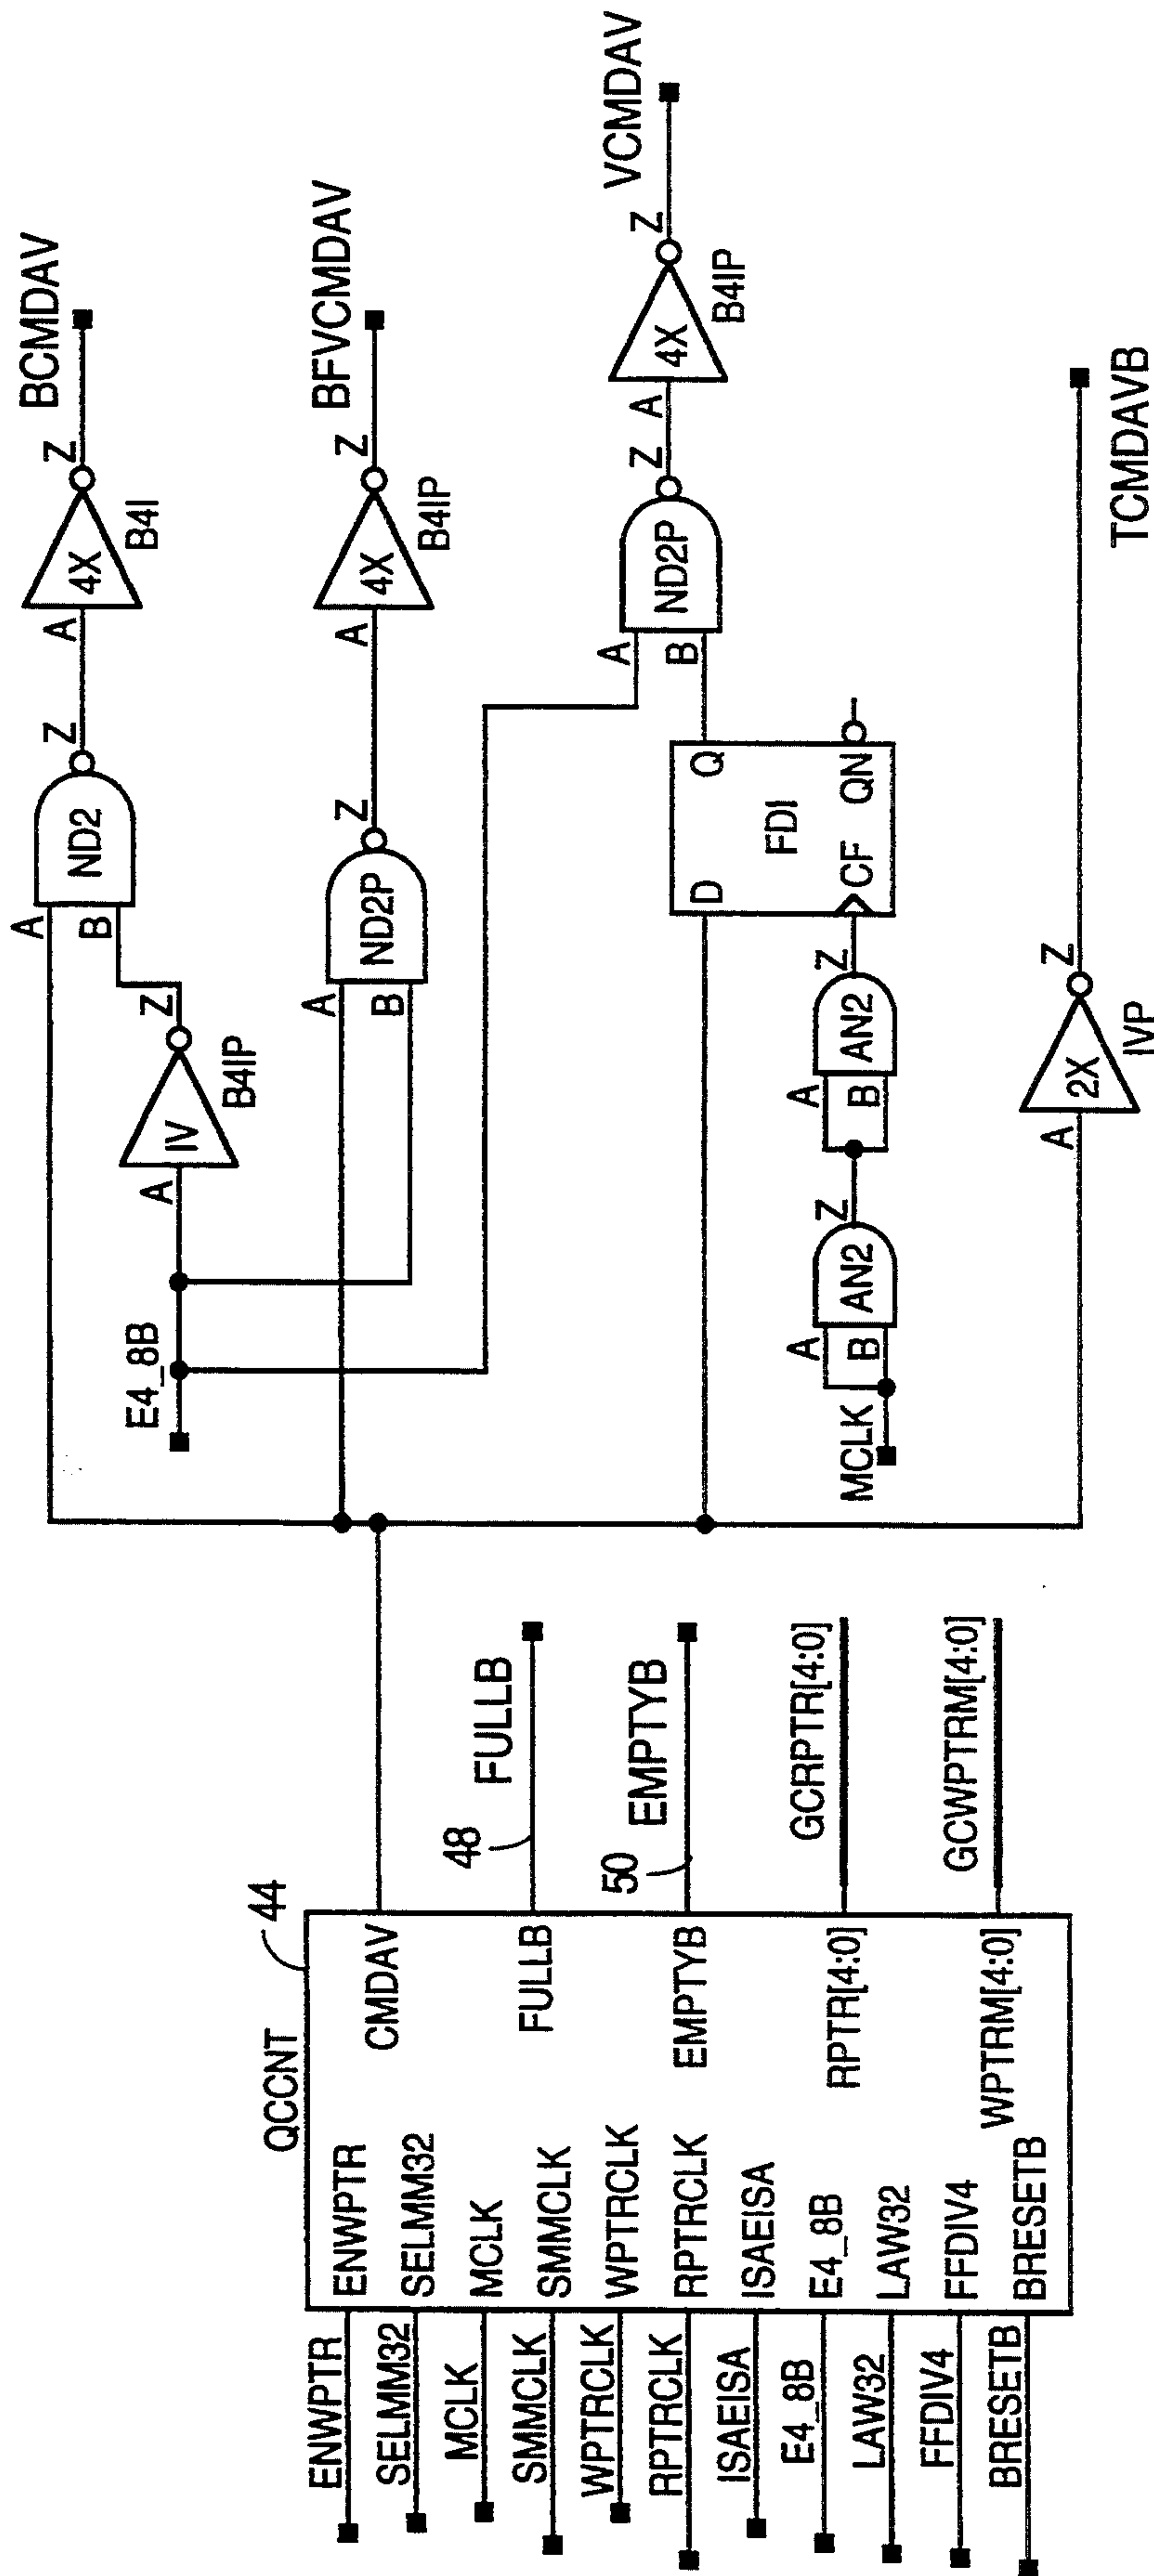 QCCNT
44
ENWPTR
SELMM32
MCLK
SMMCLK
WPTRCLK
RPTRCLK
ISAEISA
E4_8B
LAW32
FFDIV4
BRESETB
ENWPTR
SELMM32
MCLK
SMMCLK
WPTRCLK
RPTRCLK
ISAEISA
E4_8B
LAW32
FFDIV4
BRESETB
CMDAV
FULLB
EMPTYB
RPTR[4:0]
WPTRM[4:0]
48
FULLB
50
EMPTYB
GCRPTR[4:0]
GCWPTRM[4:0]
E4_8B
A
IV
Z
B4IP
A
B
ND2
Z
A
4X
Z
B4I
BCMDAV
A
B
ND2P
Z
A
4X
Z
B4IP
BFVCMDAV
MCLK
A
B
AN2
Z
A
B
AN2
Z
D
Q
FDI
CF
QN
A
B
ND2P
Z
A
4X
Z
B4IP
VCMDAV
A
2X
Z
IVP
TCMDAVB